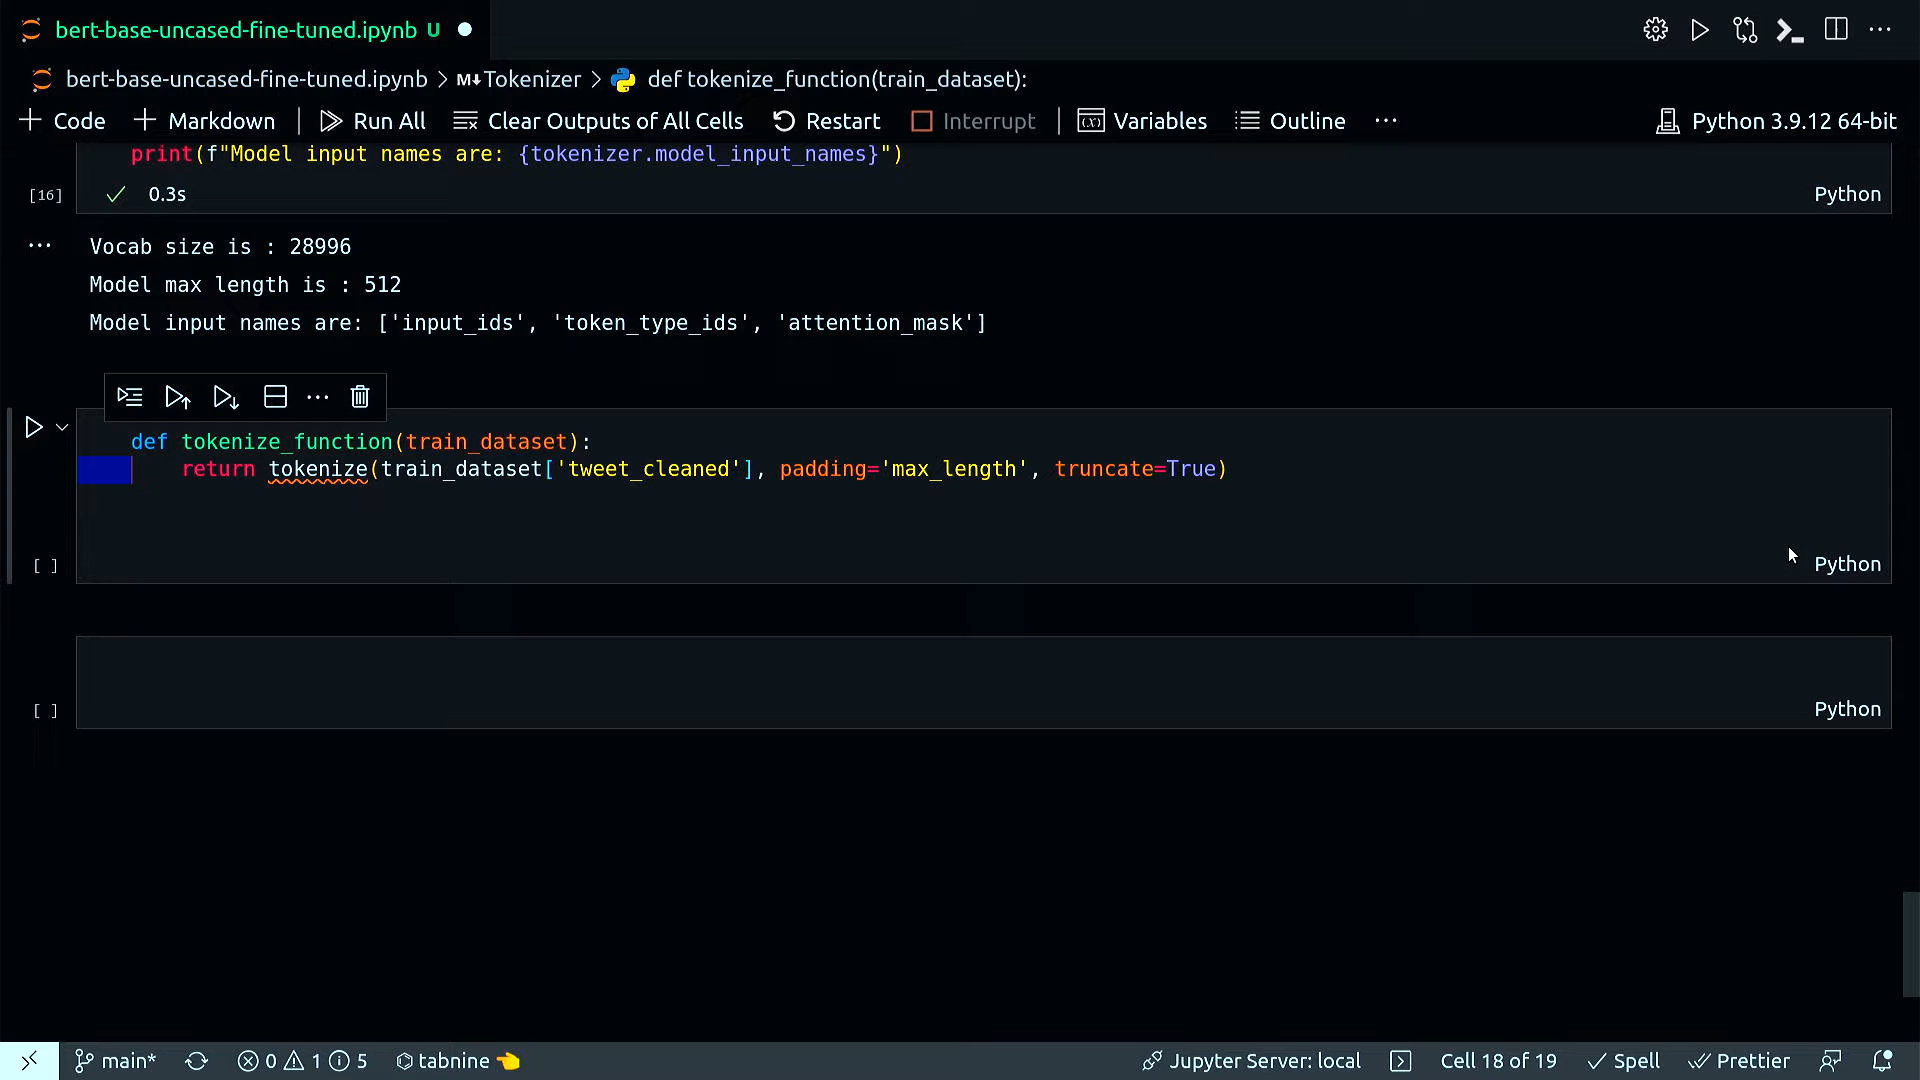 bert-base-uncased-fine-tuned.ipynb U
bert-base-uncased-fine-tuned.ipynb > M↓Tokenizer > def tokenize_function(train_dataset):
+ Code + Markdown | Run All Clear Outputs of All Cells Restart Interrupt | Variables Outline ... Python 3.9.12 64-bit
print(f"Model input names are: {tokenizer.model_input_names}")
[16] ✓ 0.3s Python
... Vocab size is : 28996
Model max length is : 512
Model input names are: ['input_ids', 'token_type_ids', 'attention_mask']
def tokenize_function(train_dataset):
return tokenize(train_dataset['tweet_cleaned'], padding='max_length', truncate=True)
[ ] Python
[ ] Python
main* 0 1 5 tabnine Jupyter Server: local Cell 18 of 19 Spell Prettier